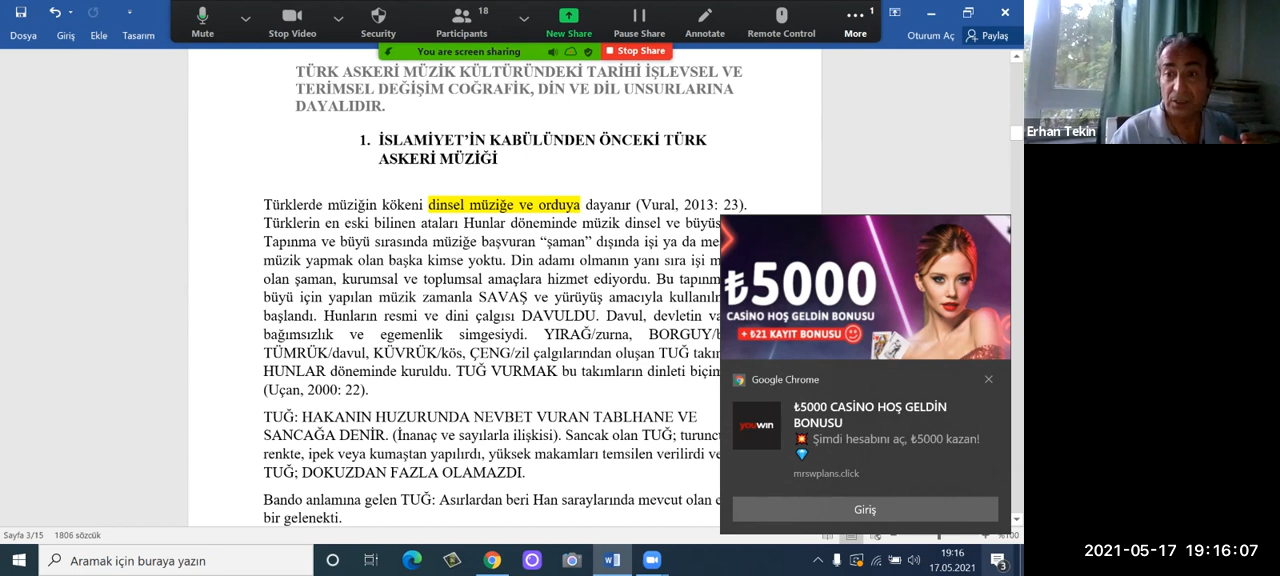 Dosya
Giriş
Ekle
Tasarım
Mute
Stop Video
Security
18
Participants
New Share
Pause Share
Annotate
Remote Control
1
More
Oturum Aç
Paylaş
You are screen sharing
Stop Share
Erhan Tekin
TÜRK ASKERİ MÜZİK KÜLTÜRÜNDEKİ TARİHİ İŞLEVSEL VE
TERİMSEL DEĞİŞİM COĞRAFİK, DİN VE DİL UNSURLARINA
DAYALIDIR.
1. İSLAMİYET'İN KABÜLÜNDEN ÖNCEKİ TÜRK
ASKERİ MÜZİĞİ
Türklerde müziğin kökeni dinsel müziğe ve orduya dayanır (Vural, 2013: 23).
Türklerin en eski bilinen ataları Hunlar döneminde müzik dinsel ve büyüs
Tapınma ve büyü sırasında müziğe başvuran “şaman” dışında işi ya da me
müzik yapmak olan başka kimse yoktu. Din adamı olmanın yanı sıra işi m
olan şaman, kurumsal ve toplumsal amaçlara hizmet ediyordu. Bu tapınm
büyü için yapılan müzik zamanla SAVAŞ ve yürüyüş amacıyla kullanılm
başlandı. Hunların resmi ve dini çalgısı DAVULDU. Davul, devletin va
bağımsızlık ve egemenlik simgesiydi. YIRAĞ/zurna, BORGUY/b
TÜMRÜK/davul, KÜVRÜK/kös, ÇENG/zil çalgılarından oluşan TUĞ takım
HUNLAR döneminde kuruldu. TUĞ VURMAK bu takımların dinleti biçim
(Uçan, 2000: 22).
TUĞ: HAKANIN HUZURUNDA NEVBET VURAN TABLHANE VE
SANCAĞA DENİR. (İnanaç ve sayılarla ilişkisi). Sancak olan TUĞ; turuncu
renkte, ipek veya kumaştan yapılırdı, yüksek makamları temsilen verilirdi ve
TUĞ; DOKUZDAN FAZLA OLAMAZDI.
Bando anlamına gelen TUĞ: Asırlardan beri Han saraylarında mevcut olan e
bir gelenekti.
₺5000
CASİNO HOŞ GELDİN BONUSU
+ ₺21 KAYIT BONUSU
Google Chrome
youwin
₺5000 CASİNO HOŞ GELDİN
BONUSU
💥 Şimdi hesabını aç, ₺5000 kazan!
💎
mrswplans.click
Giriş
Sayfa 3/15
1806 sözcük
%100
Aramak için buraya yazın
19:16
17.05.2021
3
2021-05-17 19:16:07